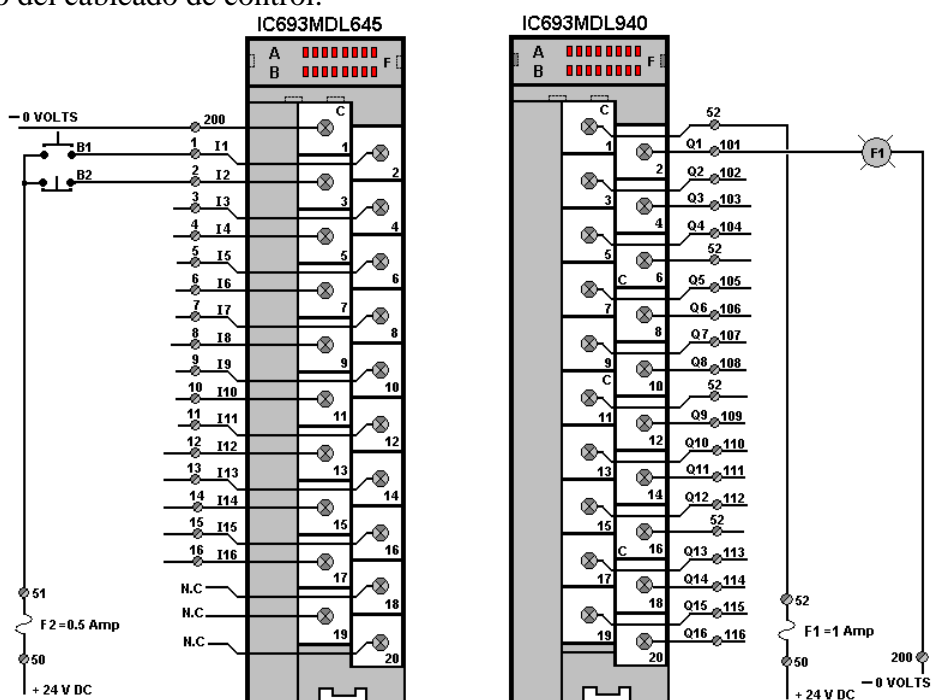 o del cableado de control.
IC693MDL645
A
B
F
− 0 VOLTS
200
C
1
B1
1 I1
2
B2
2 I2
3
3 I3
4
4 I4
5
5 I5
6
6 I6
7
7 I7
8
8 I8
9
9 I9
10
10 I10
11
11 I11
12
12 I12
13
13 I13
14
14 I14
15
15 I15
16
16 I16
17
N.C
18
N.C
19
N.C
20
51
F2=0.5 Amp
50
+ 24 V DC
IC693MDL940
A
B
F
C
52
1
Q1 101
F1
2
Q2 102
3
Q3 103
4
Q4 104
5
52
C 6
Q5 105
7
Q6 106
8
Q7 107
9
Q8 108
10
C
52
11
Q9 109
12
Q10 110
13
Q11 111
14
Q12 112
15
52
C 16
Q13 113
17
Q14 114
18
Q15 115
19
Q16 116
20
52
F1=1 Amp
50
+ 24 V DC
200
− 0 VOLTS